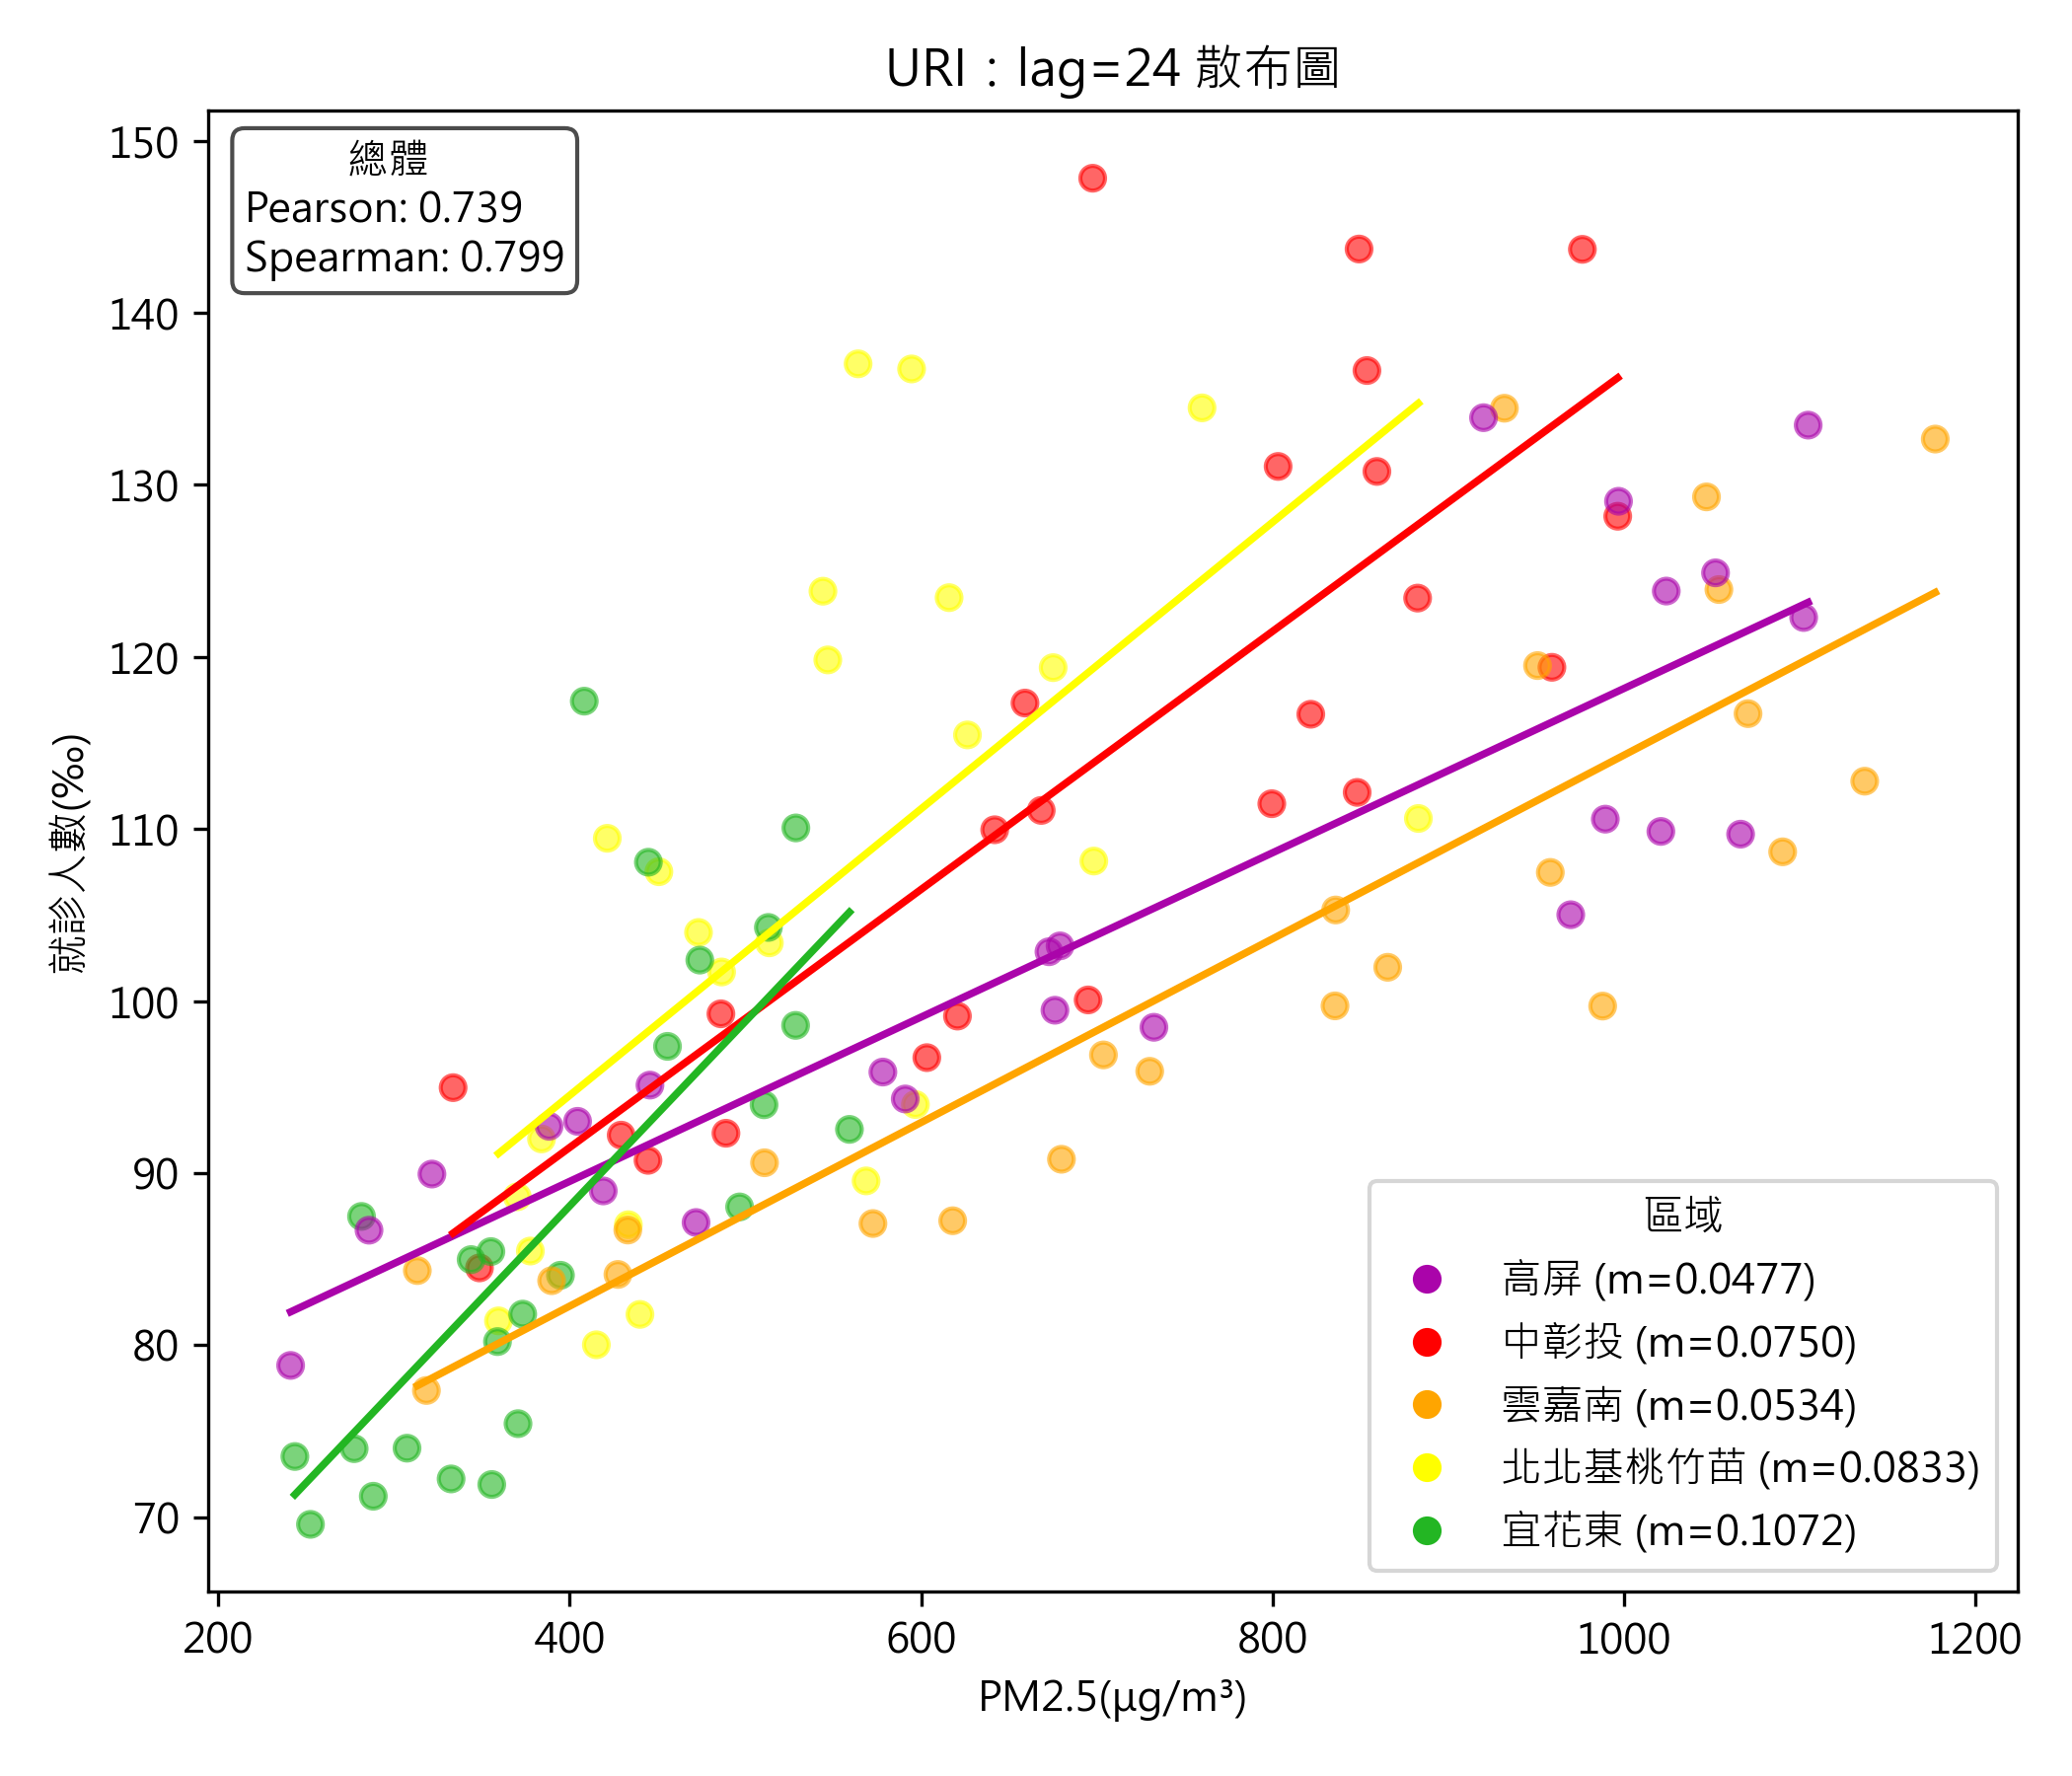 URI：lag=24 散布圖
總體
Pearson: 0.739
Spearman: 0.799
150
140
130
120
110
100
90
80
70
就診人數(‰)
區域
高屏 (m=0.0477)
中彰投 (m=0.0750)
雲嘉南 (m=0.0534)
北北基桃竹苗 (m=0.0833)
宜花東 (m=0.1072)
200 400 600 800 1000 1200
PM2.5(μg/m³)